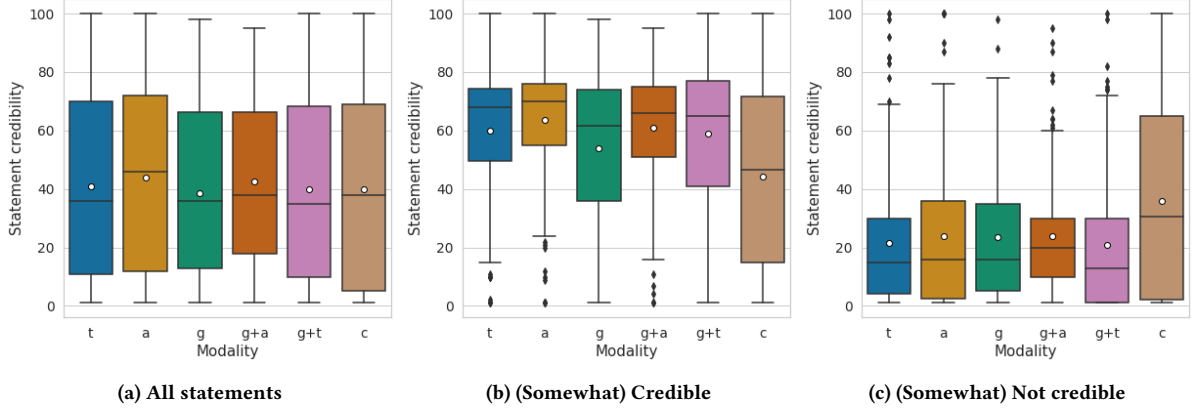 Statement credibility
100
80
60
40
20
0
t a g g+a g+t c
Modality
(a) All statements
Statement credibility
100
80
60
40
20
0
t a g g+a g+t c
Modality
(b) (Somewhat) Credible
Statement credibility
100
80
60
40
20
0
t a g g+a g+t c
Modality
(c) (Somewhat) Not credible